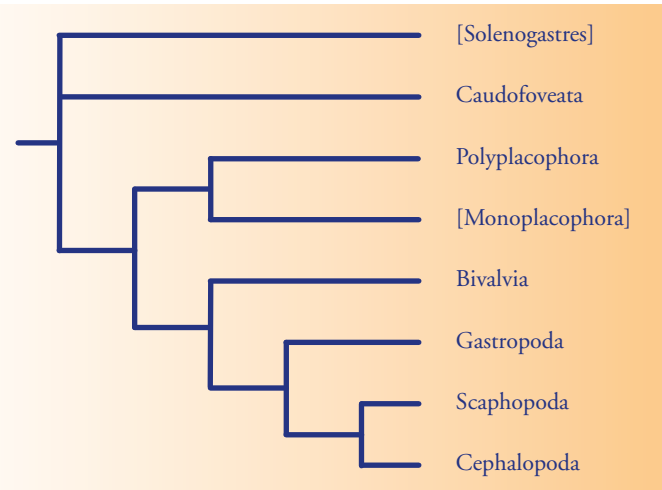 [Solenogastres]
Caudofoveata
Polyplacophora
[Monoplacophora]
Bivalvia
Gastropoda
Scaphopoda
Cephalopoda